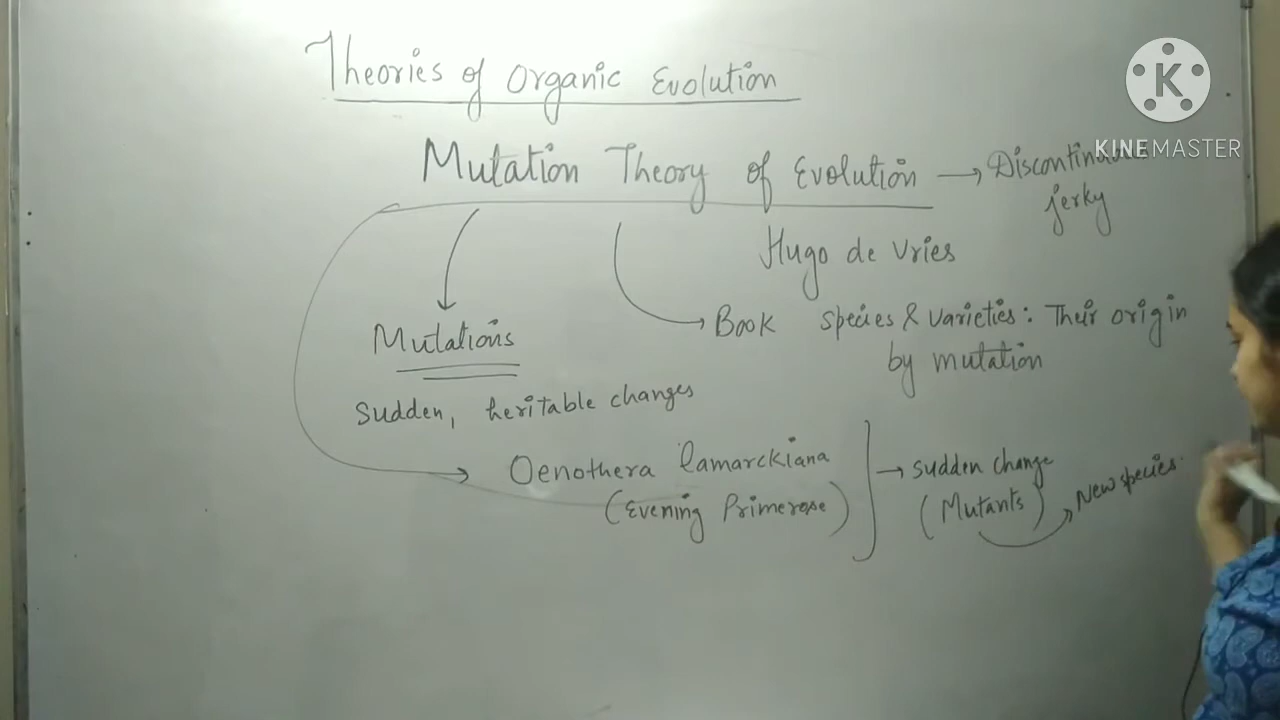 Theories of Organic Evolution
K
KINEMASTER
Mutation Theory of Evolution → Discontinuous
jerky
Hugo de Vries
Book Species & varieties: Their origin
by mutation
Mutations
Sudden, heritable changes
Oenothera lamarckiana → sudden change
(Evening Primerose) (Mutants) New species.